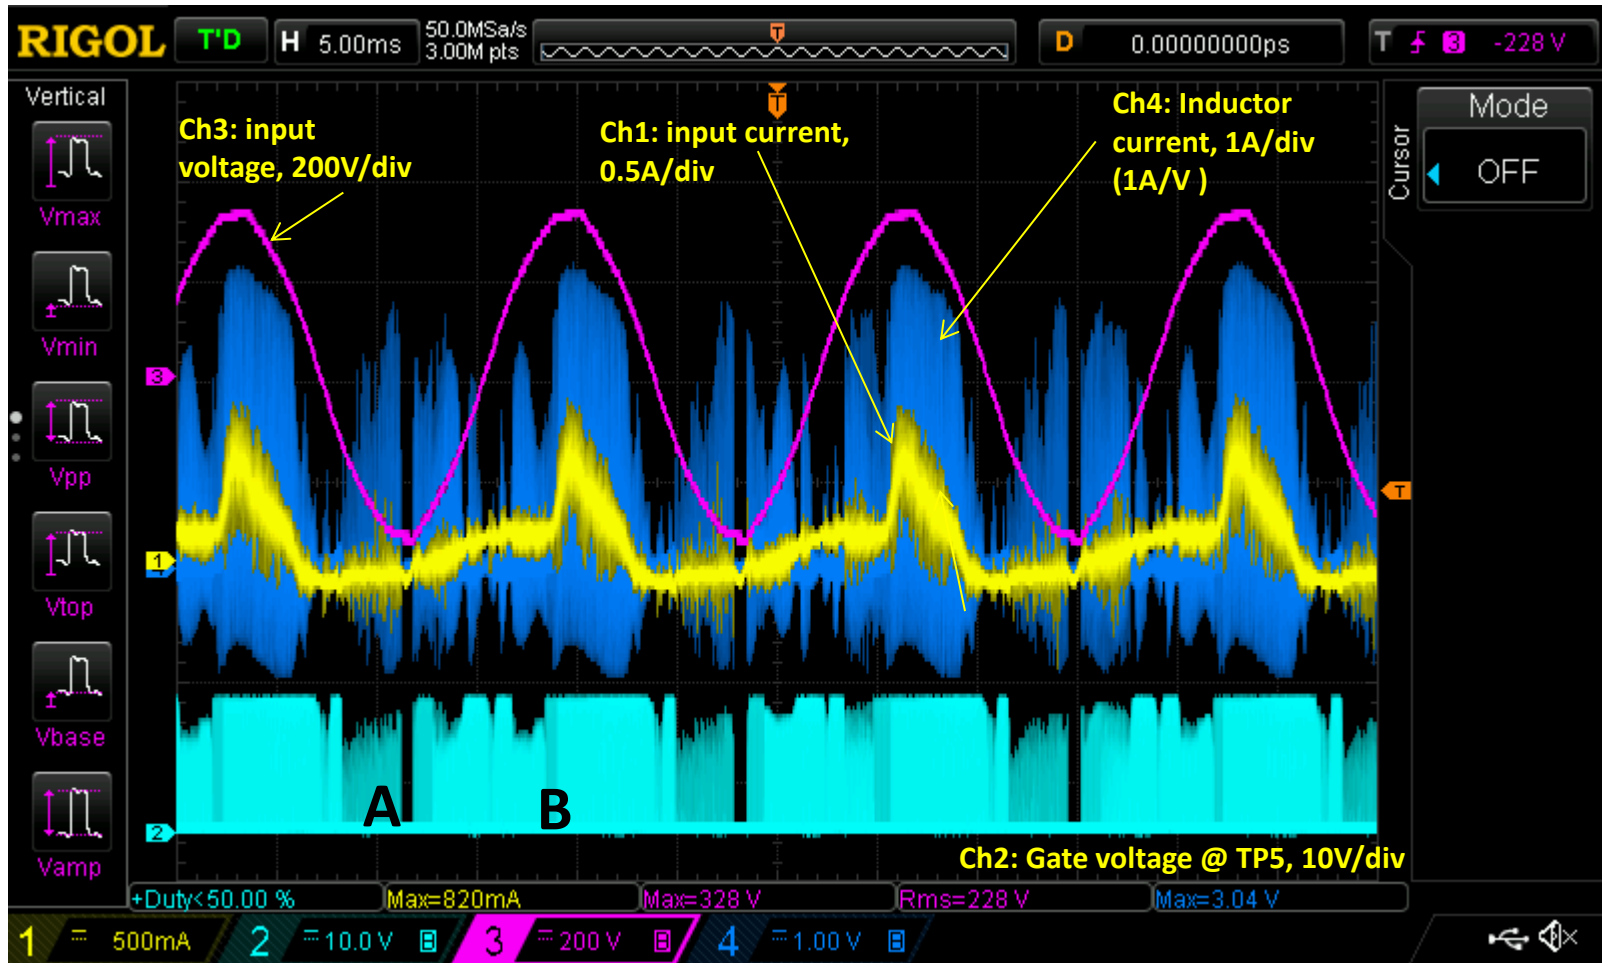 RIGOL T'D H 5.00ms 50.0MSa/s 3.00M pts T D 0.00000000ps T 3 -228 V
Vertical
Vmax
Vmin
Vpp
Vtop
Vbase
Vamp
T
Ch3: input
voltage, 200V/div
Ch1: input current,
0.5A/div
Ch4: Inductor
current, 1A/div
(1A/V )
3
1
2
T
A
B
Ch2: Gate voltage @ TP5, 10V/div
Cursor
Mode
OFF
+Duty<50.00 % Max=820mA Max=328 V Rms=228 V Max=3.04 V
1 500mA 2 10.0 V B 3 200 V B 4 1.00 V B